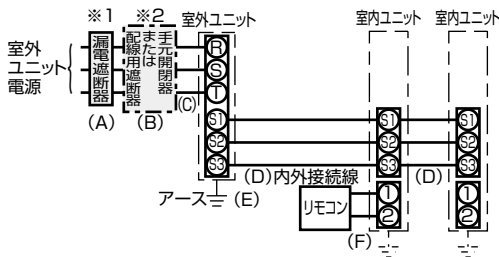 ※1
※2
室外ユニット
室内ユニット
室内ユニット
室外
ユニット
電源
漏電遮断器
手元開閉器
または
配線用遮断器
(A)
(B)
(C)
R
S
T
S1
S2
S3
S1
S2
S3
S1
S2
S3
(D)内外接続線
(D)
アース
(E)
リモコン
(F)
1
2
1
2